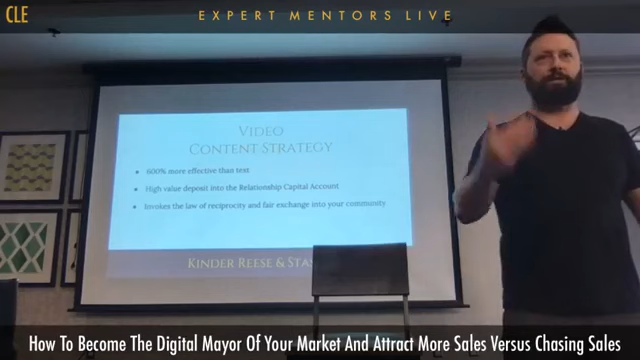 CLE
EXPERT MENTORS LIVE
VIDEO
CONTENT STRATEGY
• 600% more effective than text
• High value deposit into the Relationship Capital Account
• Invokes the law of reciprocity and fair exchange into your community
KINDER REESE &
How To Become The Digital Mayor Of Your Market And Attract More Sales Versus Chasing Sales